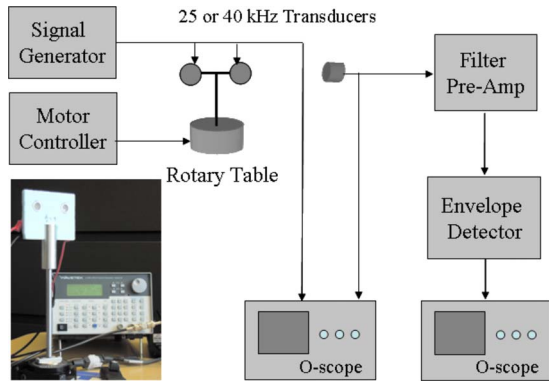 25 or 40 kHz Transducers
Signal
Generator
Filter
Pre-Amp
Motor
Controller
Rotary Table
Envelope
Detector
O-scope
O-scope